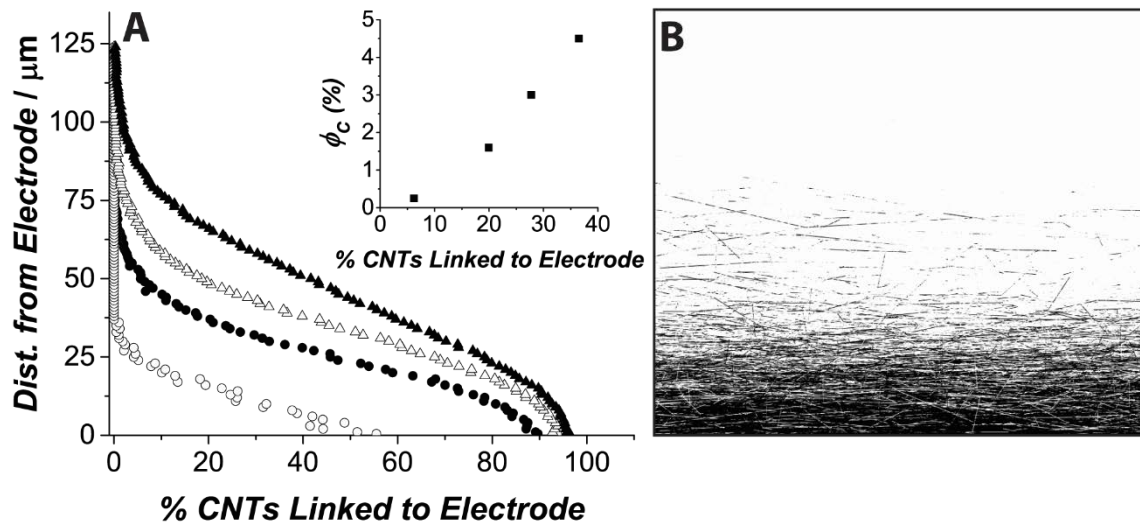 A
Dist. from Electrode / μm
125
100
75
50
25
0
0 20 40 60 80 100
% CNTs Linked to Electrode
ϕc (%)
5
4
3
2
1
0
0 10 20 30 40
% CNTs Linked to Electrode
B